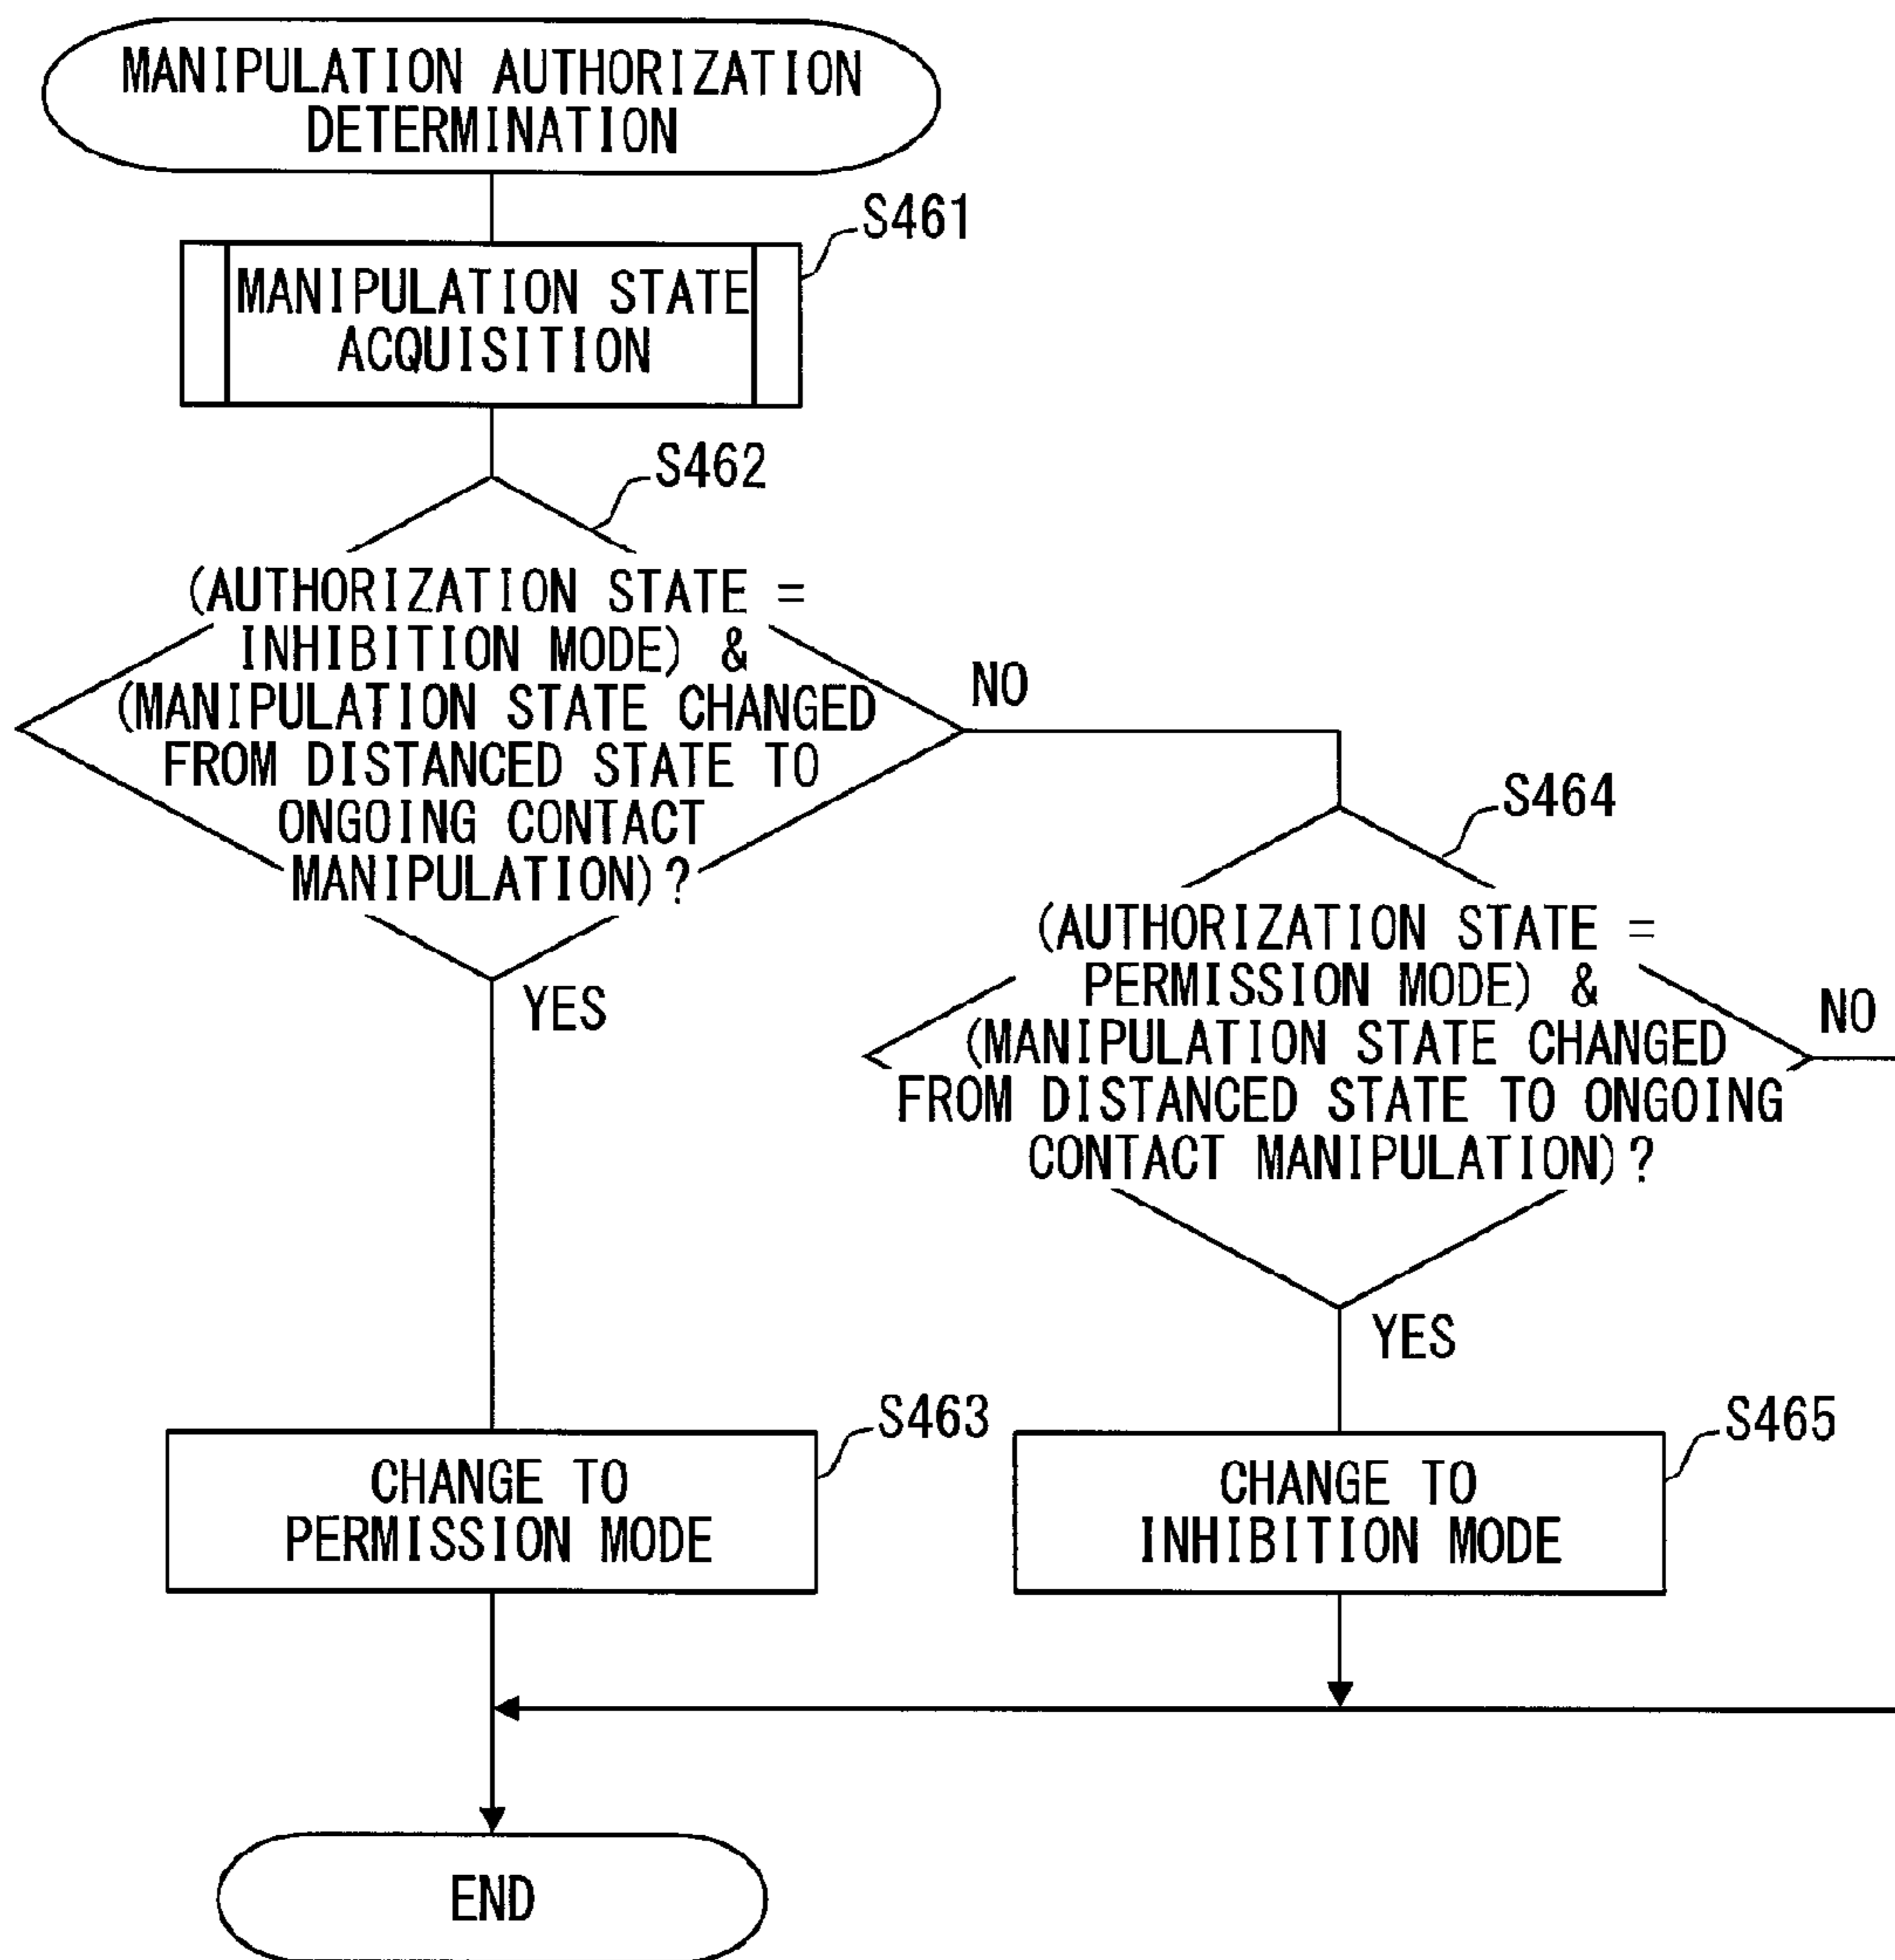 MANIPULATION AUTHORIZATION
DETERMINATION
S461
MANIPULATION STATE
ACQUISITION
S462
(AUTHORIZATION STATE =
INHIBITION MODE) &
(MANIPULATION STATE CHANGED
FROM DISTANCED STATE TO
ONGOING CONTACT
MANIPULATION)?
NO
YES
S464
(AUTHORIZATION STATE =
PERMISSION MODE) &
(MANIPULATION STATE CHANGED
FROM DISTANCED STATE TO ONGOING
CONTACT MANIPULATION)?
NO
YES
S463
CHANGE TO
PERMISSION MODE
S465
CHANGE TO
INHIBITION MODE
END